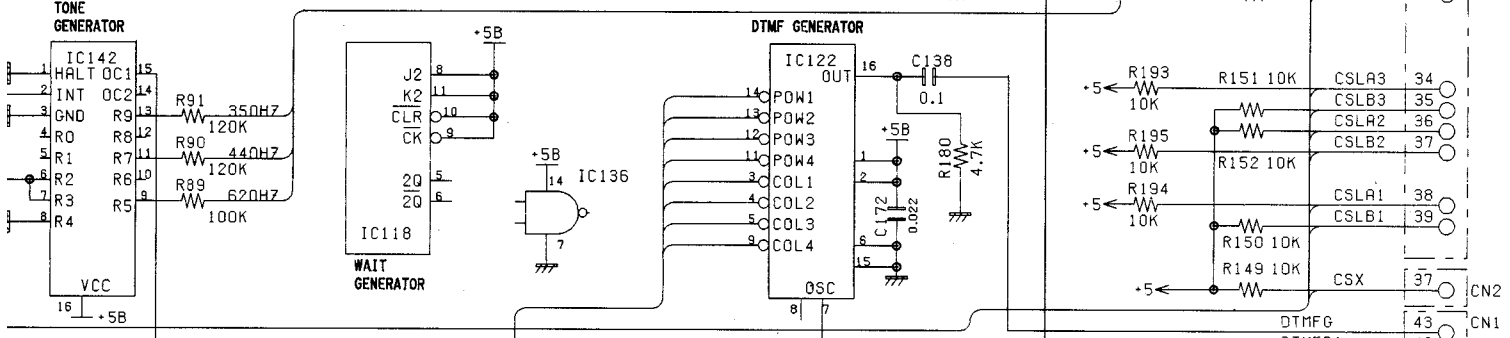 TONE
GENERATOR
IC142
1 HALT OC1 15
2 INT OC2 14
3 GND R9 13
4 R0 R8 12
5 R1 R7 11
6 R2 R6 10
7 R3 R5 9
8 R4
VCC
16
+5B
R91
350HZ
120K
R90
440HZ
120K
R89
620HZ
100K
+5B
J2 8
K2 11
CLR 10
CK 9
2Q 5
2Q 6
IC118
WAIT
GENERATOR
+5B
14
IC136
7
DTMF GENERATOR
IC122
OUT 16
14 POW1
13 POW2
12 POW3
11 POW4
3 COL1
4 COL2
5 COL3
9 COL4
1
2
6
15
OSC
8 7
C138
0.1
+5B
R180
4.7K
C172
0.022
+5 R193
10K
+5 R195
10K
+5 R194
10K
R151 10K
R152 10K
R150 10K
R149 10K
+5
CSLA3 34
CSLB3 35
CSLA2 36
CSLB2 37
CSLA1 38
CSLB1 39
CSX 37 CN2
DTMFG 43 CN1